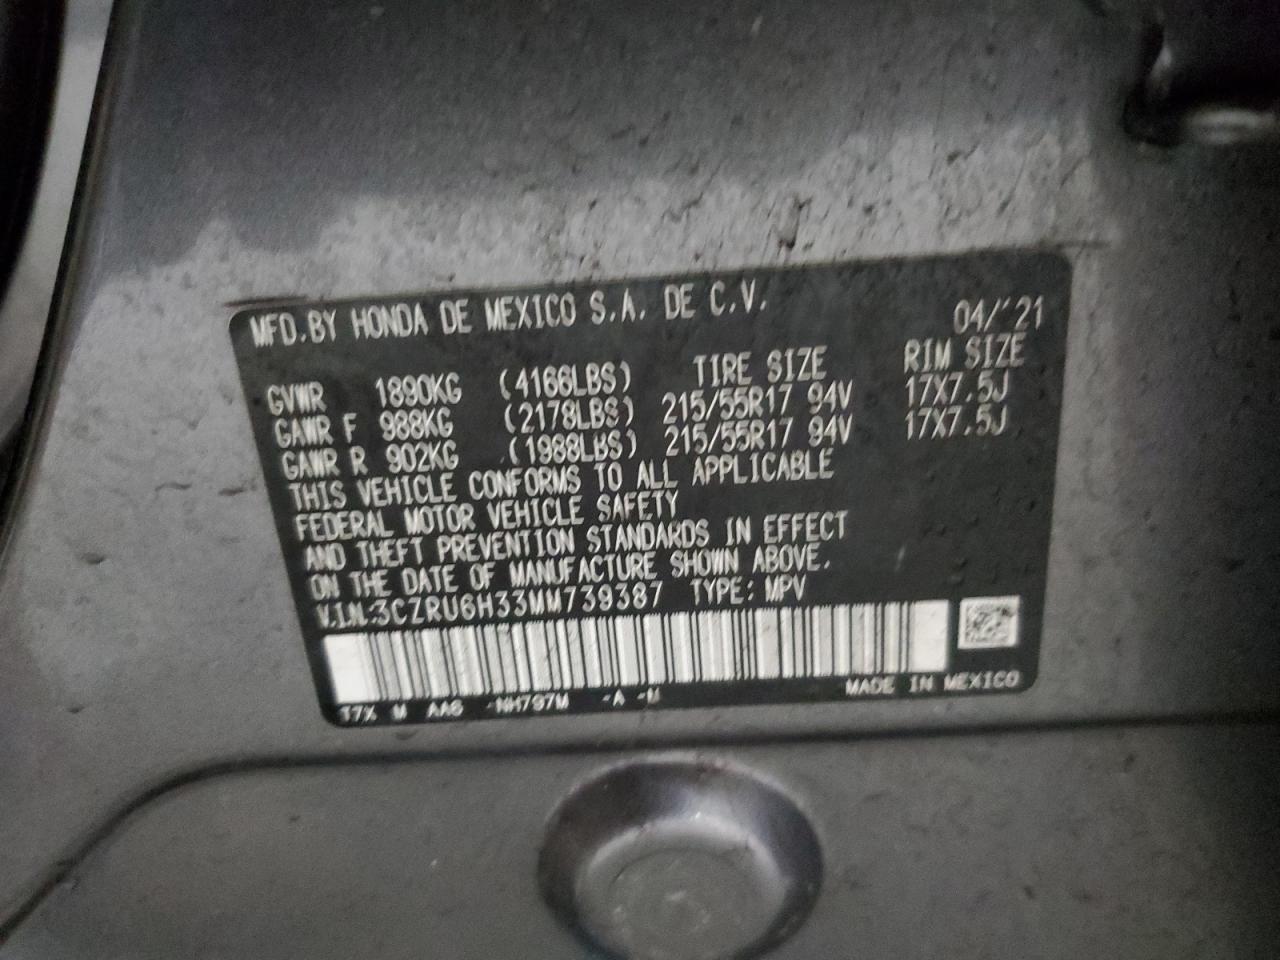 MFD.BY HONDA DE MEXICO S.A. DE C.V.
04/'21
TIRE SIZE RIM SIZE
GVWR 1890KG (4166LBS)
GAWR F 988KG (2178LBS) 215/55R17 94V 17X7.5J
GAWR R 902KG (1988LBS) 215/55R17 94V 17X7.5J
THIS VEHICLE CONFORMS TO ALL APPLICABLE
FEDERAL MOTOR VEHICLE SAFETY
AND THEFT PREVENTION STANDARDS IN EFFECT
ON THE DATE OF MANUFACTURE SHOWN ABOVE.
V.I.N.:3CZRU6H33MM739387 TYPE: MPV
MADE IN MEXICO
T7X M AA6 -NH797M -A -M